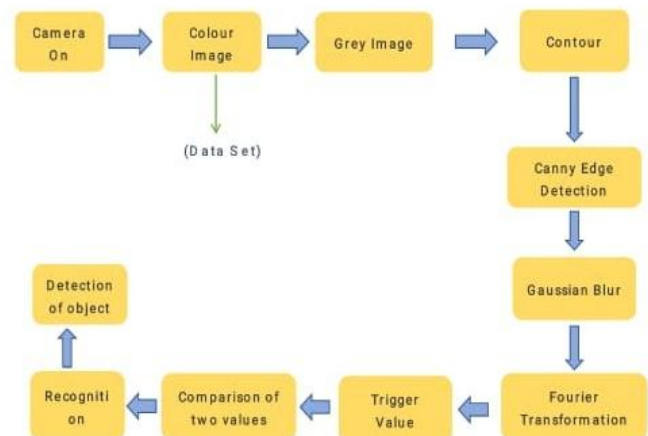 Camera
On
Colour
Image
Grey Image
Contour
(Data Set)
Canny Edge
Detection
Gaussian Blur
Fourier
Transformation
Trigger
Value
Comparison of
two values
Recogniti
on
Detection
of object